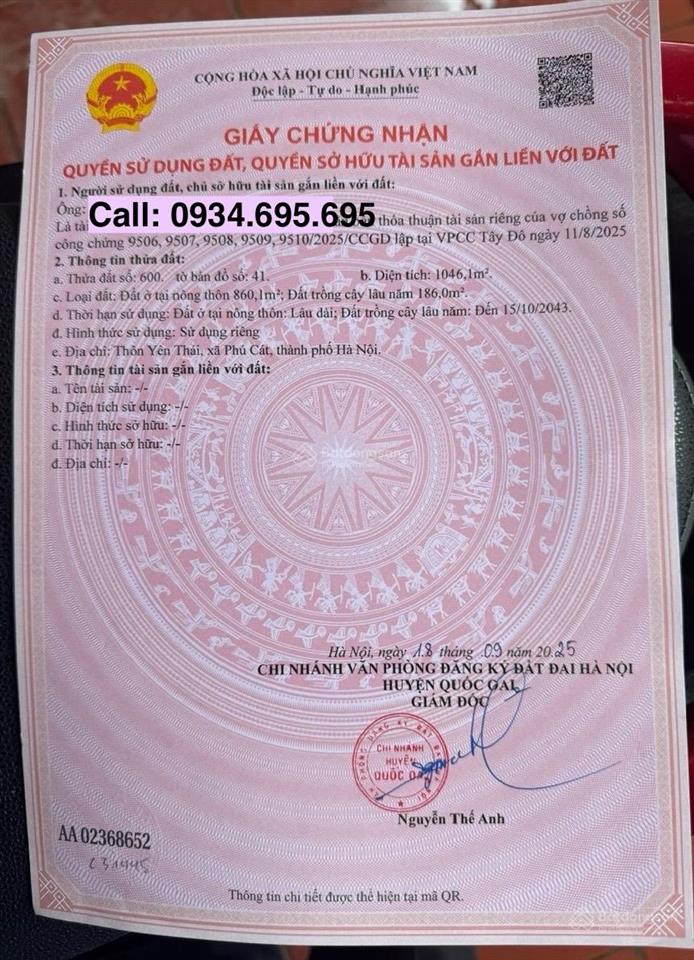 CỘNG HÒA XÃ HỘI CHỦ NGHĨA VIỆT NAM
Độc lập - Tự do - Hạnh phúc
GIẤY CHỨNG NHẬN
QUYỀN SỬ DỤNG ĐẤT, QUYỀN SỞ HỮU TÀI SẢN GẮN LIỀN VỚI ĐẤT
1. Người sử dụng đất, chủ sở hữu tài sản gắn liền với đất:
Ông:
Call: 0934.695.695
Là tài thỏa thuận tài sản riêng của vợ chồng số
công chứng 9506, 9507, 9508, 9509, 9510/2025/CCGD lập tại VPCC Tây Đô ngày 11/8/2025
2. Thông tin thửa đất:
a. Thửa đất số: 600. tờ bản đồ số: 41. b. Diện tích: 1046,1m².
c. Loại đất: Đất ở tại nông thôn 860,1m²; Đất trồng cây lâu năm 186,0m².
d. Thời hạn sử dụng: Đất ở tại nông thôn: Lâu dài; Đất trồng cây lâu năm: Đến 15/10/2043.
đ. Hình thức sử dụng: Sử dụng riêng
e. Địa chỉ: Thôn Yên Thái, xã Phú Cát, thành phố Hà Nội.
3. Thông tin tài sản gắn liền với đất:
a. Tên tài sản: -/-
b. Diện tích sử dụng: -/-
c. Hình thức sở hữu: -/-
d. Thời hạn sở hữu: -/-
đ. Địa chỉ: -/-
Batdongsan
Hà Nội, ngày 18 tháng 09 năm 2025
CHI NHÁNH VĂN PHÒNG ĐĂNG KÝ ĐẤT ĐAI HÀ NỘI
HUYỆN QUỐC OAI
GIÁM ĐỐC
CHI NHÁNH
HUYỆN
QUỐC OAI
Nguyễn Thế Anh
AA 02368652
Thông tin chi tiết được thể hiện tại mã QR.
Batdongsan